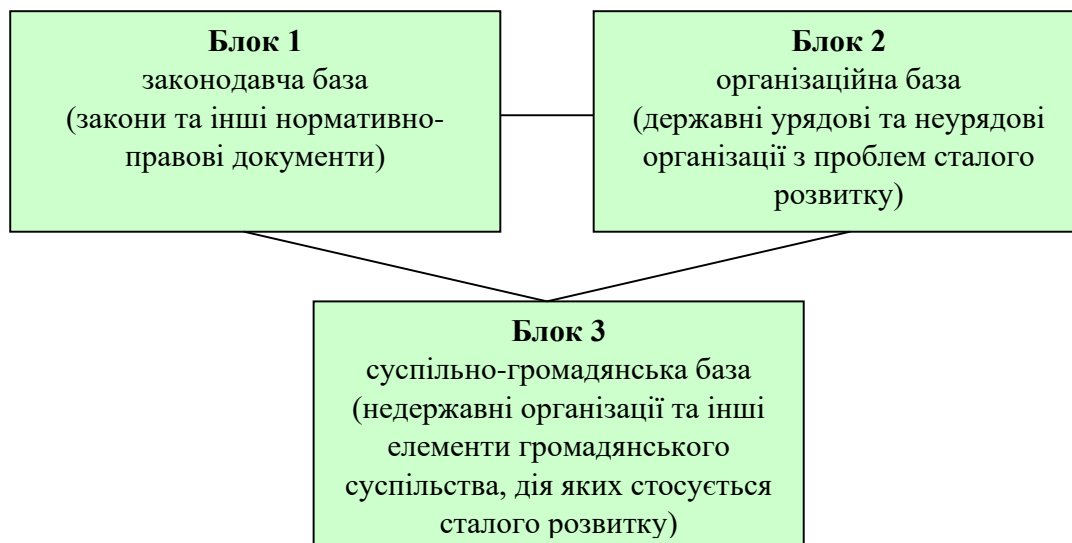 Блок 1
законодавча база
(закони та інші нормативно-
правові документи)
Блок 2
організаційна база
(державні урядові та неурядові
організації з проблем сталого
розвитку)
Блок 3
суспільно-громадянська база
(недержавні організації та інші
елементи громадянського
суспільства, дія яких стосується
сталого розвитку)